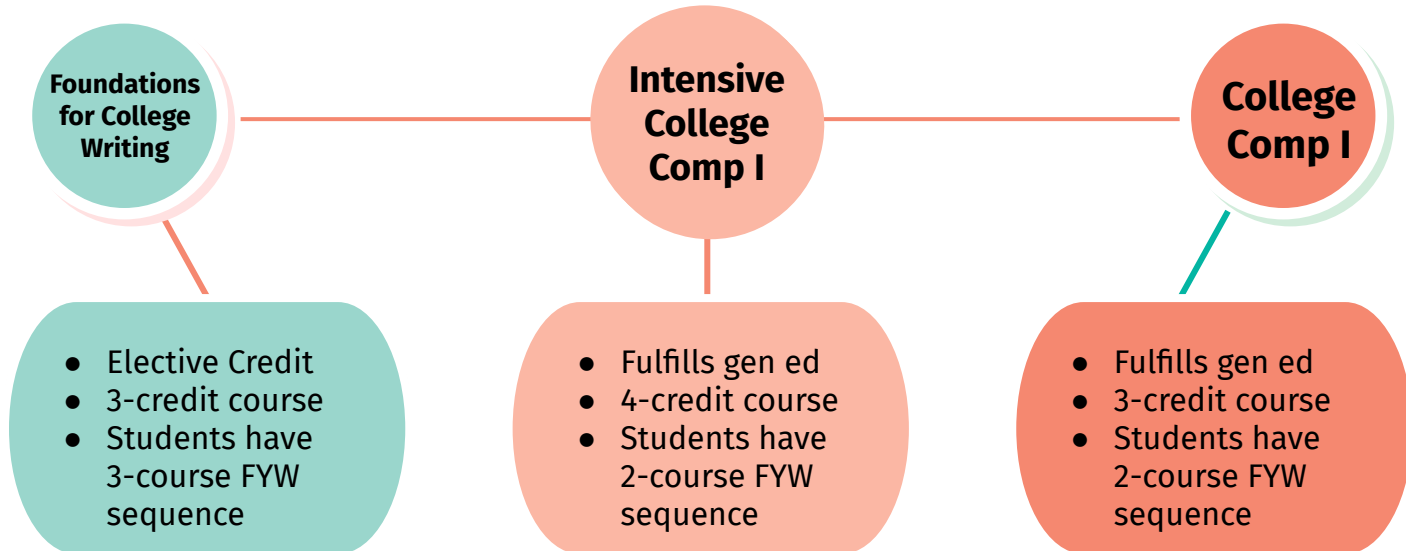 Foundations
for College
Writing
Intensive
College
Comp I
College
Comp I
● Elective Credit
● 3-credit course
● Students have
3-course FYW
sequence
● Fulfills gen ed
● 4-credit course
● Students have
2-course FYW
sequence
● Fulfills gen ed
● 3-credit course
● Students have
2-course FYW
sequence